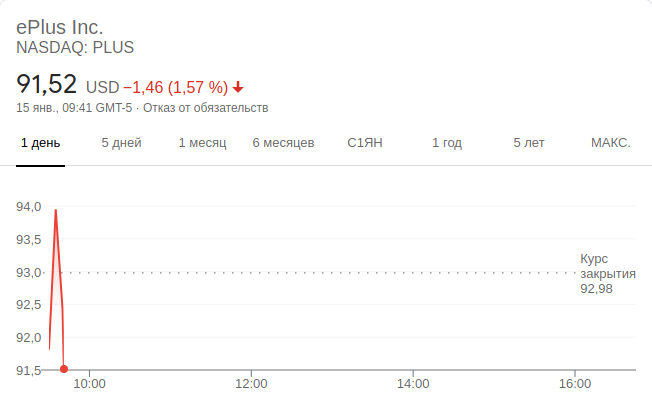 ePlus Inc.
NASDAQ: PLUS
91,52 USD −1,46 (1,57 %)
15 янв., 09:41 GMT-5 · Отказ от обязательств
1 день 5 дней 1 месяц 6 месяцев С1ЯН 1 год 5 лет МАКС.
94,0
93,5
93,0
92,5
92,0
91,5
Курс
закрытия
92,98
10:00 12:00 14:00 16:00